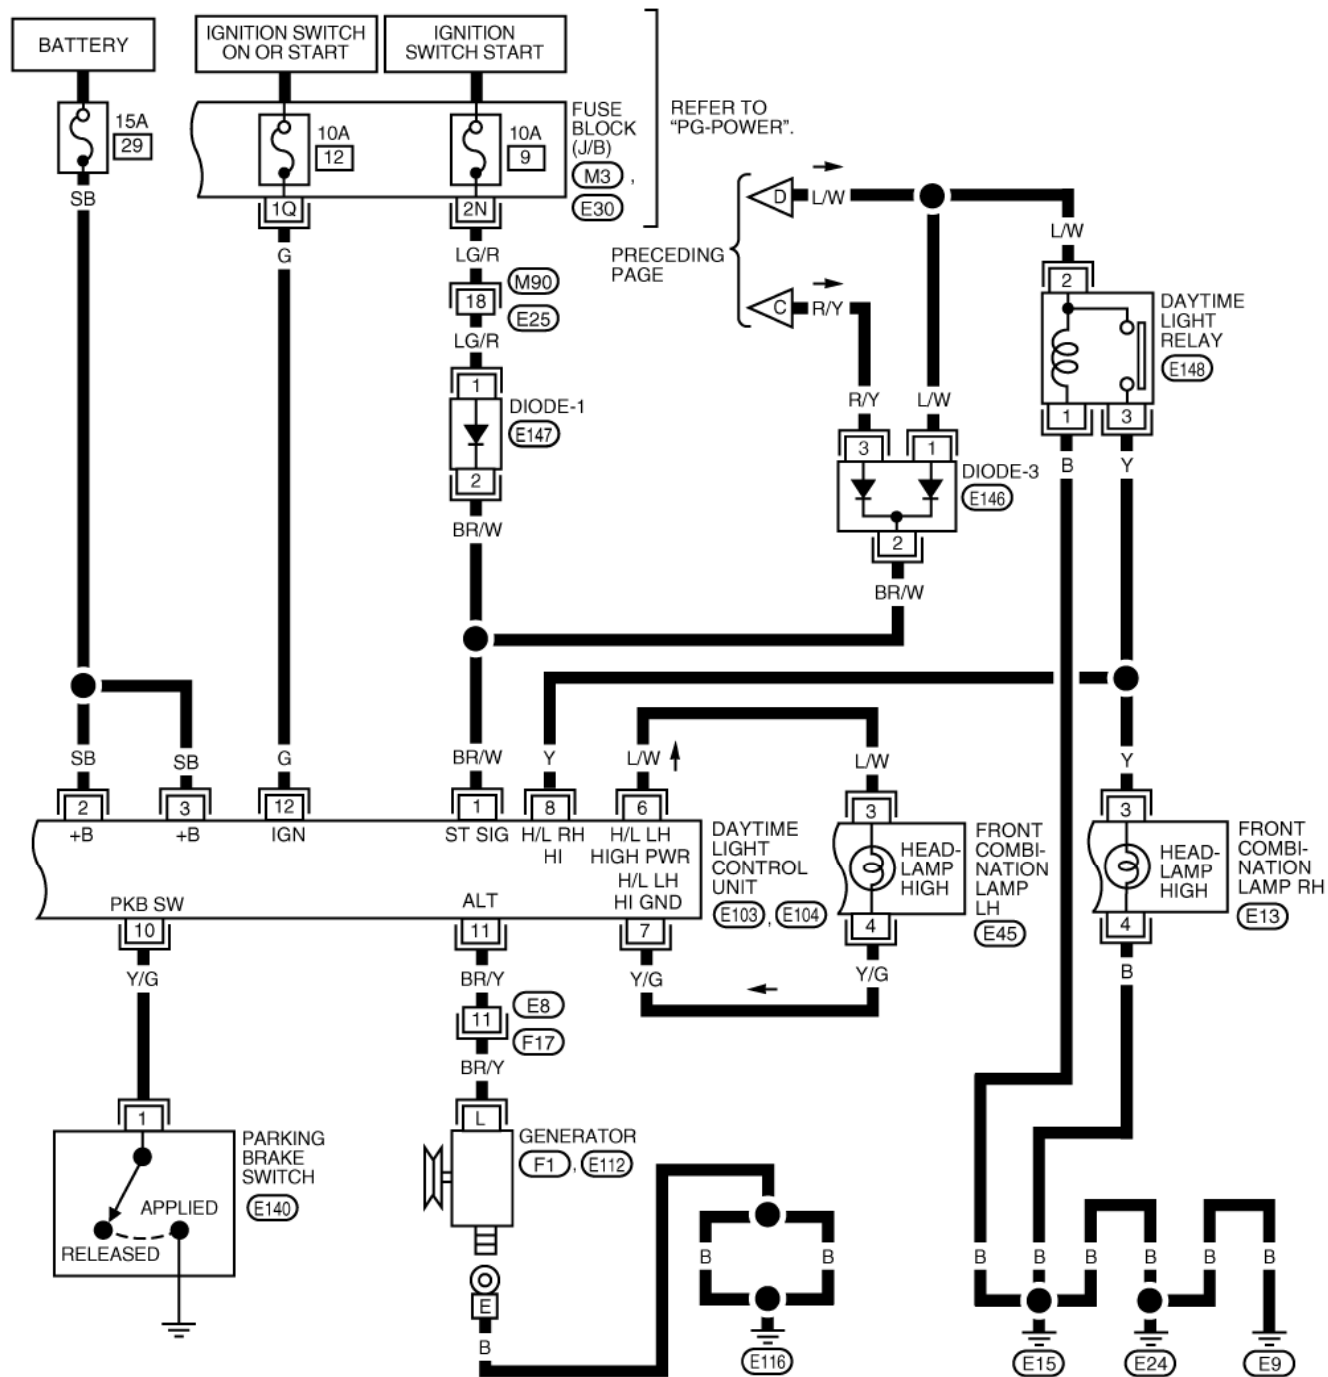 BATTERY
IGNITION SWITCH
ON OR START
IGNITION
SWITCH START
15A
29
10A
12
10A
9
FUSE
BLOCK
(J/B)
M3 ,
E30
REFER TO
"PG-POWER".
SB
1Q
2N
G
LG/R
M90
18
E25
LG/R
1
DIODE-1
E147
2
BR/W
PRECEDING
PAGE
D
L/W
C
R/Y
L/W
2
DAYTIME
LIGHT
RELAY
E148
1
3
B
Y
R/Y
L/W
3
1
DIODE-3
E146
2
BR/W
SB
SB
G
BR/W
Y
L/W
L/W
Y
2
3
12
1
8
6
3
3
+B
+B
IGN
ST SIG
H/L RH
HI
H/L LH
HIGH PWR
H/L LH
HI GND
PKB SW
ALT
DAYTIME
LIGHT
CONTROL
UNIT
E103 , E104
HEAD-
LAMP
HIGH
FRONT
COMBI-
NATION
LAMP
LH
E45
HEAD-
LAMP
HIGH
FRONT
COMBI-
NATION
LAMP RH
E13
10
11
7
4
4
Y/G
BR/Y
Y/G
Y/G
B
11
E8
F17
BR/Y
1
L
PARKING
BRAKE
SWITCH
E140
APPLIED
RELEASED
GENERATOR
F1 , E112
E
B
B
B
E116
B
B
B
B
B
B
E15
E24
E9